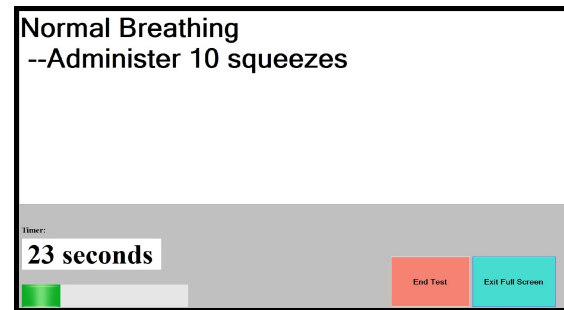 Normal Breathing
--Administer 10 squeezes
Timer:
23 seconds
End Test
Exit Full Screen